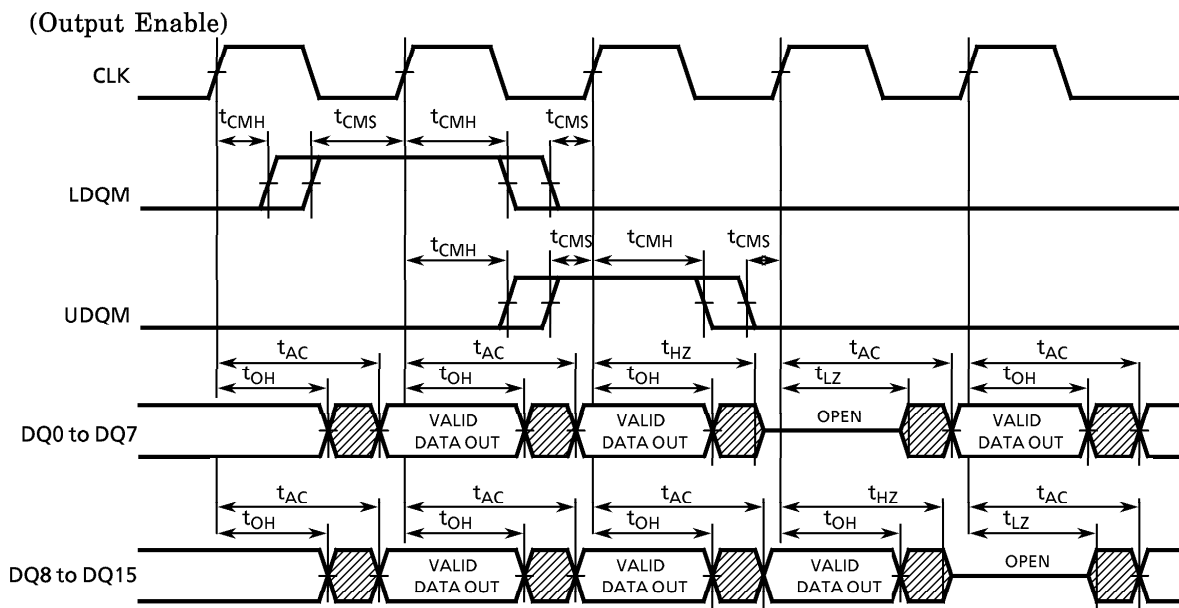 (Output Enable)
CLK
tCMH tCMS tCMH tCMS
LDQM
tCMH tCMS tCMH tCMS
UDQM
tAC tAC tHZ tAC tAC
tOH tOH tOH tLZ tOH
DQ0 to DQ7
VALID DATA OUT
VALID DATA OUT
OPEN
VALID DATA OUT
tAC tAC tAC tHZ tAC
tOH tOH tOH tOH tLZ
DQ8 to DQ15
VALID DATA OUT
VALID DATA OUT
VALID DATA OUT
OPEN